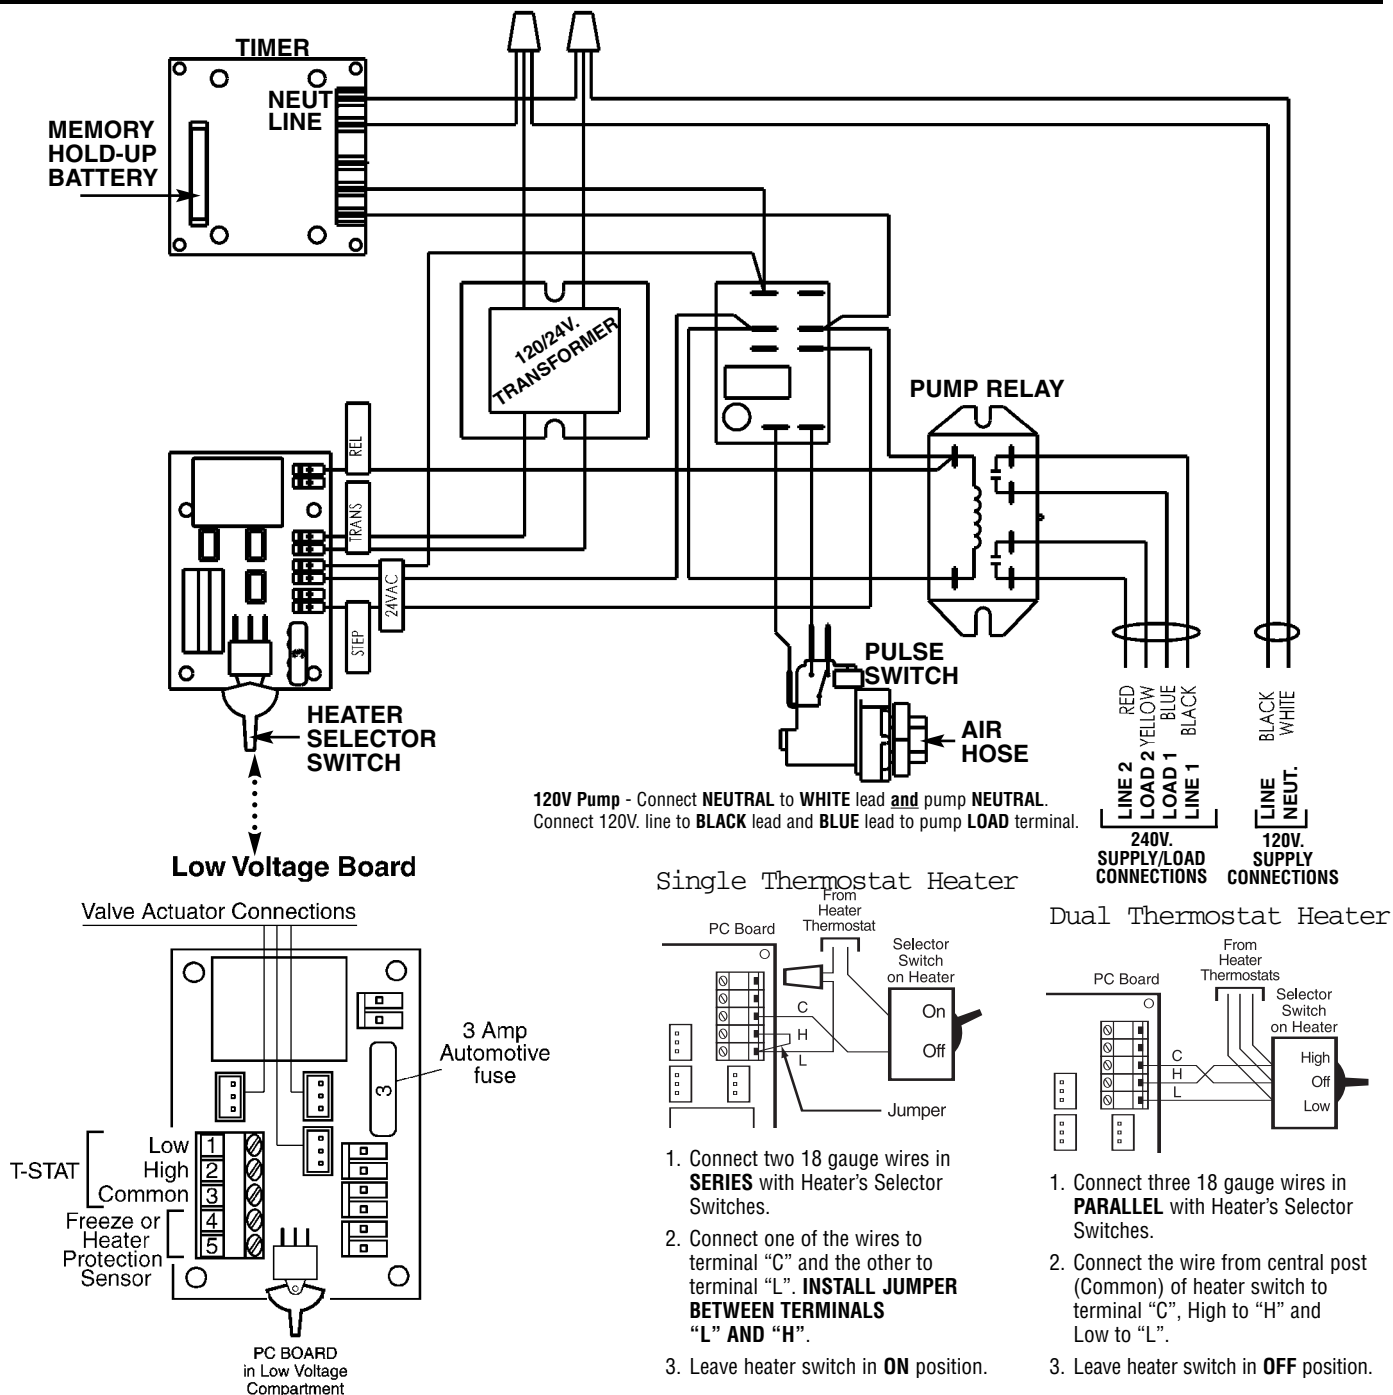 TIMER
NEUT
LINE
MEMORY
HOLD-UP
BATTERY
120/24V.
TRANSFORMER
PUMP RELAY
REL
TRANS
24VAC
STEP
3
HEATER
SELECTOR
SWITCH
PULSE
SWITCH
AIR
HOSE
RED
YELLOW
BLUE
BLACK
BLACK
WHITE
LINE 2
LOAD 2
LOAD 1
LINE 1
LINE
NEUT.
240V.
SUPPLY/LOAD
CONNECTIONS
120V.
SUPPLY
CONNECTIONS
120V Pump - Connect NEUTRAL to WHITE lead and pump NEUTRAL.
Connect 120V. line to BLACK lead and BLUE lead to pump LOAD terminal.
Low Voltage Board
Valve Actuator Connections
3 Amp
Automotive
fuse
3
T-STAT
Low
High
Common
Freeze or
Heater
Protection
Sensor
1
2
3
4
5
PC BOARD
in Low Voltage
Compartment
Single Thermostat Heater
From
Heater
Thermostat
PC Board
Selector
Switch
on Heater
On
Off
C
H
L
Jumper
1. Connect two 18 gauge wires in
SERIES with Heater's Selector
Switches.
2. Connect one of the wires to
terminal “C” and the other to
terminal “L”. INSTALL JUMPER
BETWEEN TERMINALS
“L” AND “H”.
3. Leave heater switch in ON position.
Dual Thermostat Heater
From
Heater
Thermostats
PC Board
Selector
Switch
on Heater
High
Off
Low
C
H
L
1. Connect three 18 gauge wires in
PARALLEL with Heater's Selector
Switches.
2. Connect the wire from central post
(Common) of heater switch to
terminal “C”, High to “H” and
Low to “L”.
3. Leave heater switch in OFF position.